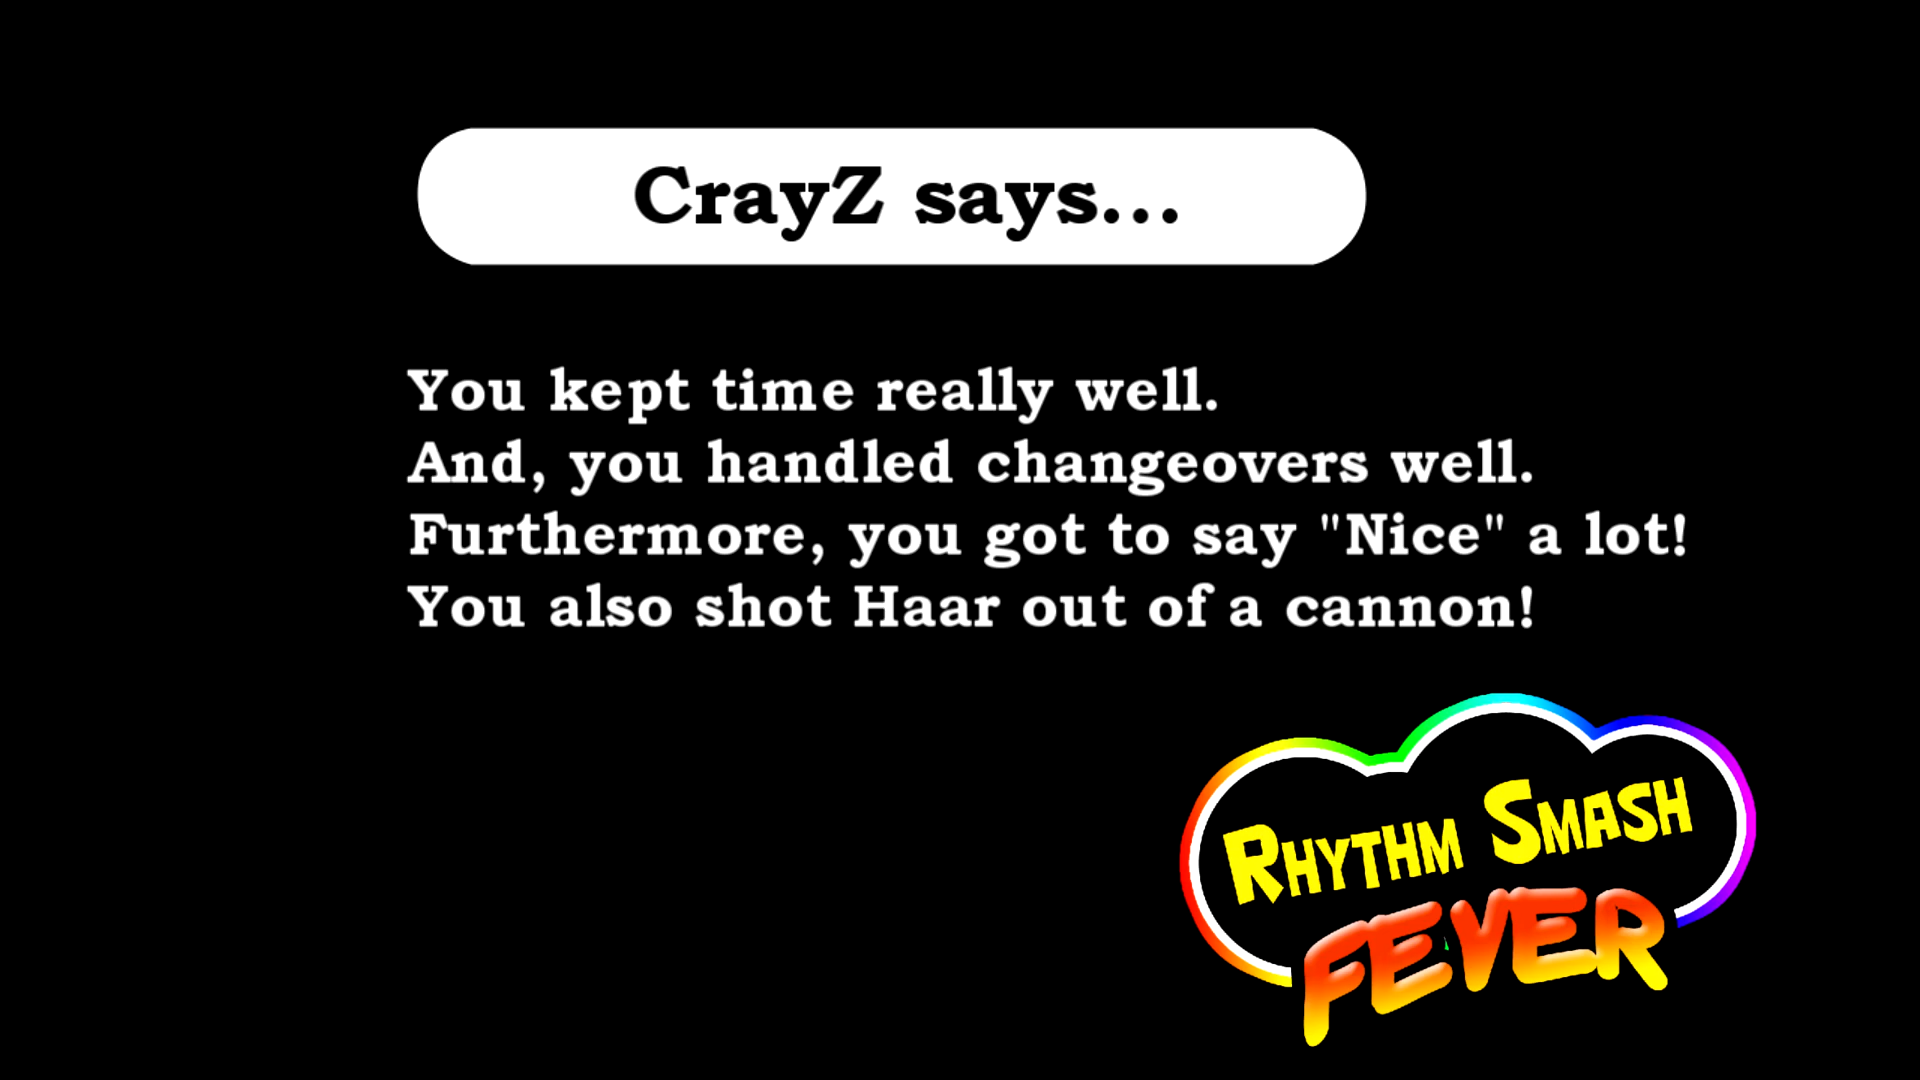 CrayZ says...
You kept time really well.
And, you handled changeovers well.
Furthermore, you got to say "Nice" a lot!
You also shot Haar out of a cannon!
Rhythm Smash
FEVER